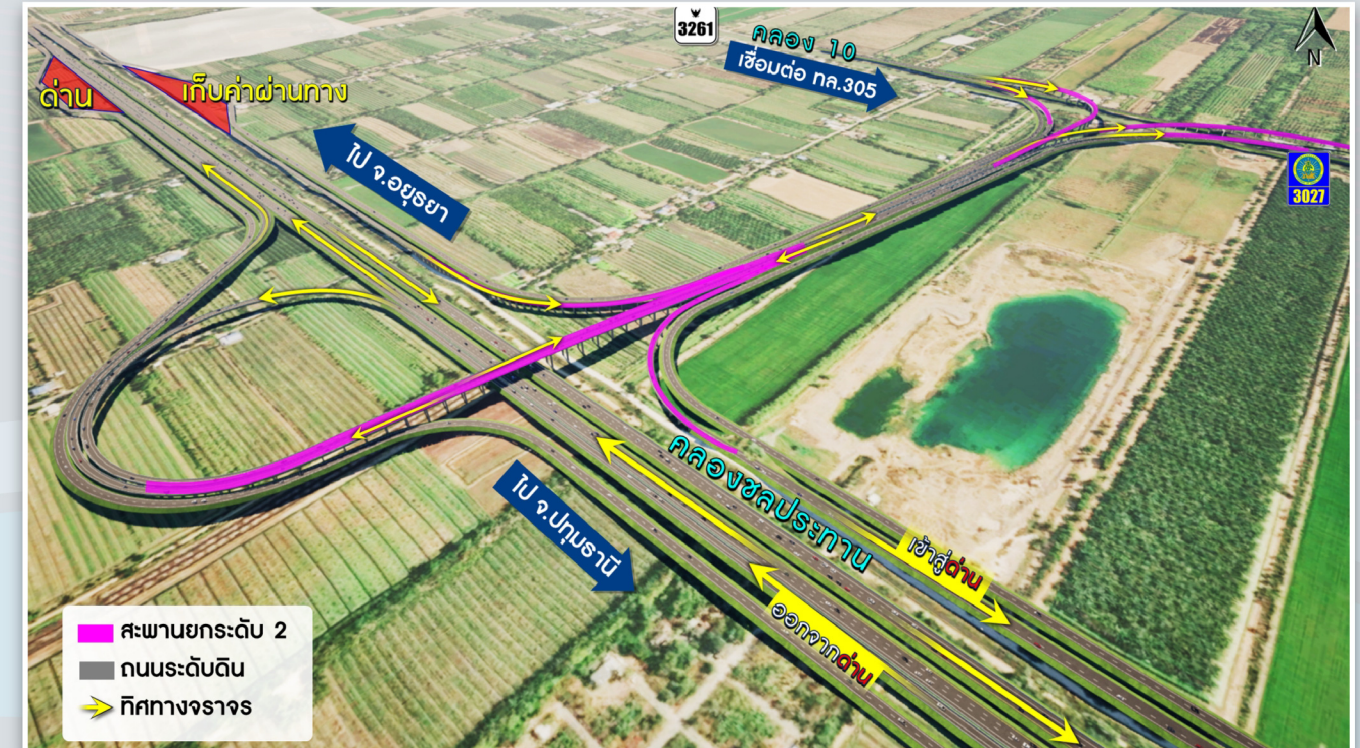 3261
คลอง 10
เชื่อมต่อ ทล.305
N
ด่าน
เก็บค่าผ่านทาง
ไป จ.อยุธยา
3027
คลองชลประทาน
ไป จ.ปทุมธานี
เข้าสู่ด่าน
ออกจากด่าน
สะพานยกระดับ 2
ถนนระดับดิน
ทิศทางจราจร